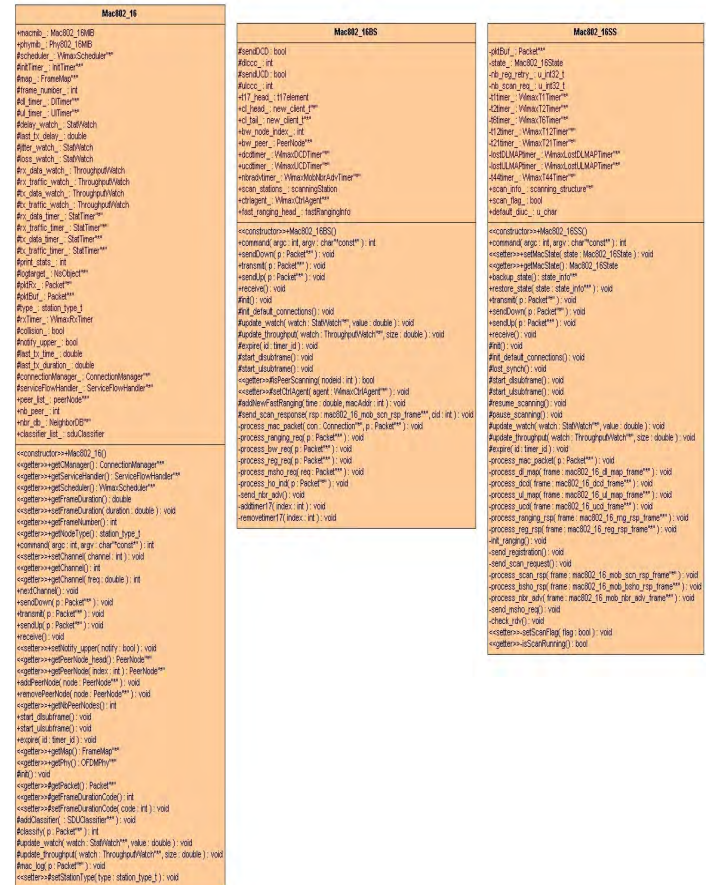 Mac802_16
+macmib_ : Mac802_16MIB
+phymib_ : Phy802_16MIB
#scheduler_ : WimaxScheduler"*"
#initTimer_ : InitTimer"*"
#map_ : FrameMap"*"
#frame_number_ : int
#dl_timer_ : DlTimer"*"
#ul_timer_ : UlTimer"*"
#delay_watch_ : StatWatch
#last_tx_delay_ : double
#jitter_watch_ : StatWatch
#loss_watch_ : StatWatch
#rx_data_watch_ : ThroughputWatch
#rx_traffic_watch_ : ThroughputWatch
#tx_data_watch_ : ThroughputWatch
#tx_traffic_watch_ : ThroughputWatch
#rx_data_timer_ : StatTimer"*"
#rx_traffic_timer_ : StatTimer"*"
#tx_data_timer_ : StatTimer"*"
#tx_traffic_timer_ : StatTimer"*"
#print_stats_ : int
#logtarget_ : NsObject"*"
#pktRx_ : Packet"*"
#pktBuf_ : Packet"*"
#type_ : station_type_t
#rxTimer_ : WimaxRxTimer
#collision_ : bool
#notify_upper_ : bool
#last_tx_time_ : double
#last_tx_duration_ : double
#connectionManager_ : ConnectionManager"*"
#serviceFlowHandler_ : ServiceFlowHandler"*"
+peer_list_ : peerNode"*"
+nb_peer_ : int
+nbr_db_ : NeighborDB"*"
+classifier_list_ : sduClassifier
<<constructor>>+Mac802_16()
<<getter>>+getCManager() : ConnectionManager"*"
<<getter>>+getServiceHandler() : ServiceFlowHandler"*"
<<getter>>+getScheduler() : WimaxScheduler"*"
<<getter>>+getFrameDuration() : double
<<setter>>+setFrameDuration( duration : double ) : void
<<getter>>+getFrameNumber() : int
<<getter>>+getNodeType() : station_type_t
+command( argc : int, argv : char"*const*" ) : int
<<setter>>+setChannel( channel : int ) : void
<<getter>>+getChannel() : int
<<getter>>+getChannel( freq : double ) : int
+nextChannel() : void
+sendDown( p : Packet"*" ) : void
+transmit( p : Packet"*" ) : void
+sendUp( p : Packet"*" ) : void
+receive() : void
<<setter>>+setNotify_upper( notify : bool ) : void
<<getter>>+getPeerNode_head() : PeerNode"*"
<<getter>>+getPeerNode( index : int ) : PeerNode"*"
+addPeerNode( node : PeerNode"*" ) : void
+removePeerNode( node : PeerNode"*" ) : void
<<getter>>+getNbPeerNodes() : int
+start_dlsubframe() : void
+start_ulsubframe() : void
+expire( id : timer_id ) : void
<<getter>>+getMap() : FrameMap"*"
<<getter>>+getPhy() : OFDMPhy"*"
#init() : void
<<getter>>#getPacket() : Packet"*"
<<getter>>#getFrameDurationCode() : int
<<setter>>#setFrameDurationCode( code : int ) : void
#addClassifier( : SDUClassifier"*" ) : void
#classify( p : Packet"*" ) : int
#update_watch( watch : StatWatch"*", value : double ) : void
#update_throughput( watch : ThroughputWatch"*", size : double ) : void
#mac_log( p : Packet"*" ) : void
<<setter>>#setStationType( type : station_type_t ) : void
Mac802_16BS
#sendDCD : bool
#dlccc_ : int
#sendUCD : bool
#ulccc_ : int
+t17_head_ : t17element
+cl_head_ : new_client_t"*"
+cl_tail_ : new_client_t"*"
+bw_node_index_ : int
+bw_peer_ : PeerNode"*"
+dcdtimer_ : WimaxDCDTimer"*"
+ucdtimer_ : WimaxUCDTimer"*"
+nbradvtimer_ : WimaxMobNbrAdvTimer"*"
+scan_stations_ : scanningStation
+ctrlagent_ : WimaxCtrlAgent"*"
+fast_ranging_head_ : fastRangingInfo
<<constructor>>+Mac802_16BS()
+command( argc : int, argv : char"*const*" ) : int
+sendDown( p : Packet"*" ) : void
+transmit( p : Packet"*" ) : void
+sendUp( p : Packet"*" ) : void
+receive() : void
#init() : void
#init_default_connections() : void
#update_watch( watch : StatWatch"*", value : double ) : void
#update_throughput( watch : ThroughputWatch"*", size : double ) : void
#expire( id : timer_id ) : void
#start_dlsubframe() : void
#start_ulsubframe() : void
<<getter>>#isPeerScanning( nodeid : int ) : bool
<<setter>>#setCtrlAgent( agent : WimaxCtrlAgent"*" ) : void
#addNewFastRanging( time : double, macAddr : int ) : void
#send_scan_response( rsp : mac802_16_mob_scn_rsp_frame"*", cid : int ) : void
-process_mac_packet( con : Connection"*", p : Packet"*" ) : void
-process_ranging_req( p : Packet"*" ) : void
-process_bw_req( p : Packet"*" ) : void
-process_reg_req( p : Packet"*" ) : void
-process_msho_req( req : Packet"*" ) : void
-process_ho_ind( p : Packet"*" ) : void
-send_nbr_adv() : void
-addtimer17( index : int ) : void
-removetimer17( index : int ) : void
Mac802_16SS
-pktBuf_ : Packet"*"
-state_ : Mac802_16State
-nb_reg_retry_ : u_int32_t
-nb_scan_req_ : u_int32_t
-t1timer_ : WimaxT1Timer"*"
-t2timer_ : WimaxT2Timer"*"
-t6timer_ : WimaxT6Timer"*"
-t12timer_ : WimaxT12Timer"*"
-t21timer_ : WimaxT21Timer"*"
-lostDLMAPtimer_ : WimaxLostDLMAPTimer"*"
-lostULMAPtimer_ : WimaxLostULMAPTimer"*"
-t44timer_ : WimaxT44Timer"*"
+scan_info_ : scanning_structure"*"
+scan_flag_ : bool
+default_diuc_ : u_char
<<constructor>>+Mac802_16SS()
+command( argc : int, argv : char"*const*" ) : int
<<setter>>+setMacState( state : Mac802_16State ) : void
<<getter>>+getMacState() : Mac802_16State
+backup_state() : state_info"*"
+restore_state( state : state_info"*" ) : void
+transmit( p : Packet"*" ) : void
+sendDown( p : Packet"*" ) : void
+sendUp( p : Packet"*" ) : void
+receive() : void
#init() : void
#init_default_connections() : void
#lost_synch() : void
#start_dlsubframe() : void
#start_ulsubframe() : void
#resume_scanning() : void
#pause_scanning() : void
#update_watch( watch : StatWatch"*", value : double ) : void
#update_throughput( watch : ThroughputWatch"*", size : double ) : void
#expire( id : timer_id ) : void
-process_mac_packet( p : Packet"*" ) : void
-process_dl_map( frame : mac802_16_dl_map_frame"*" ) : void
-process_dcd( frame : mac802_16_dcd_frame"*" ) : void
-process_ul_map( frame : mac802_16_ul_map_frame"*" ) : void
-process_ucd( frame : mac802_16_ucd_frame"*" ) : void
-process_ranging_rsp( frame : mac802_16_rng_rsp_frame"*" ) : void
-process_reg_rsp( frame : mac802_16_reg_rsp_frame"*" ) : void
-init_ranging() : void
-send_registration() : void
-send_scan_request() : void
-process_scan_rsp( frame : mac802_16_mob_scn_rsp_frame"*" ) : void
-process_bsho_rsp( frame : mac802_16_mob_bsho_rsp_frame"*" ) : void
-process_nbr_adv( frame : mac802_16_mob_nbr_adv_frame"*" ) : void
-send_msho_req() : void
-check_rdv() : void
<<setter>>-setScanFlag( flag : bool ) : void
<<getter>>-isScanRunning() : bool